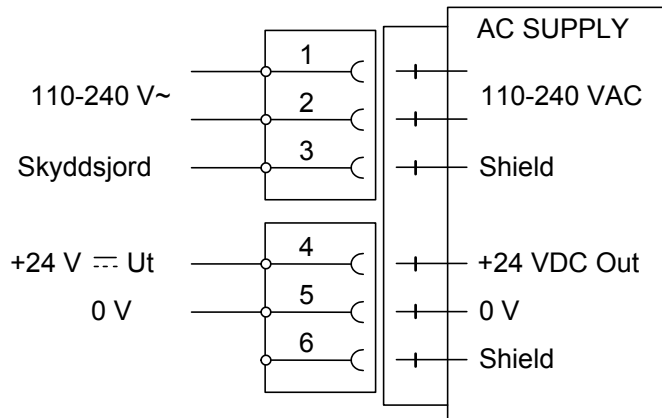 AC SUPPLY
1
110-240 V~
2
110-240 VAC
Skyddsjord
3
Shield
+24 V ⎓ Ut
4
+24 VDC Out
0 V
5
0 V
6
Shield